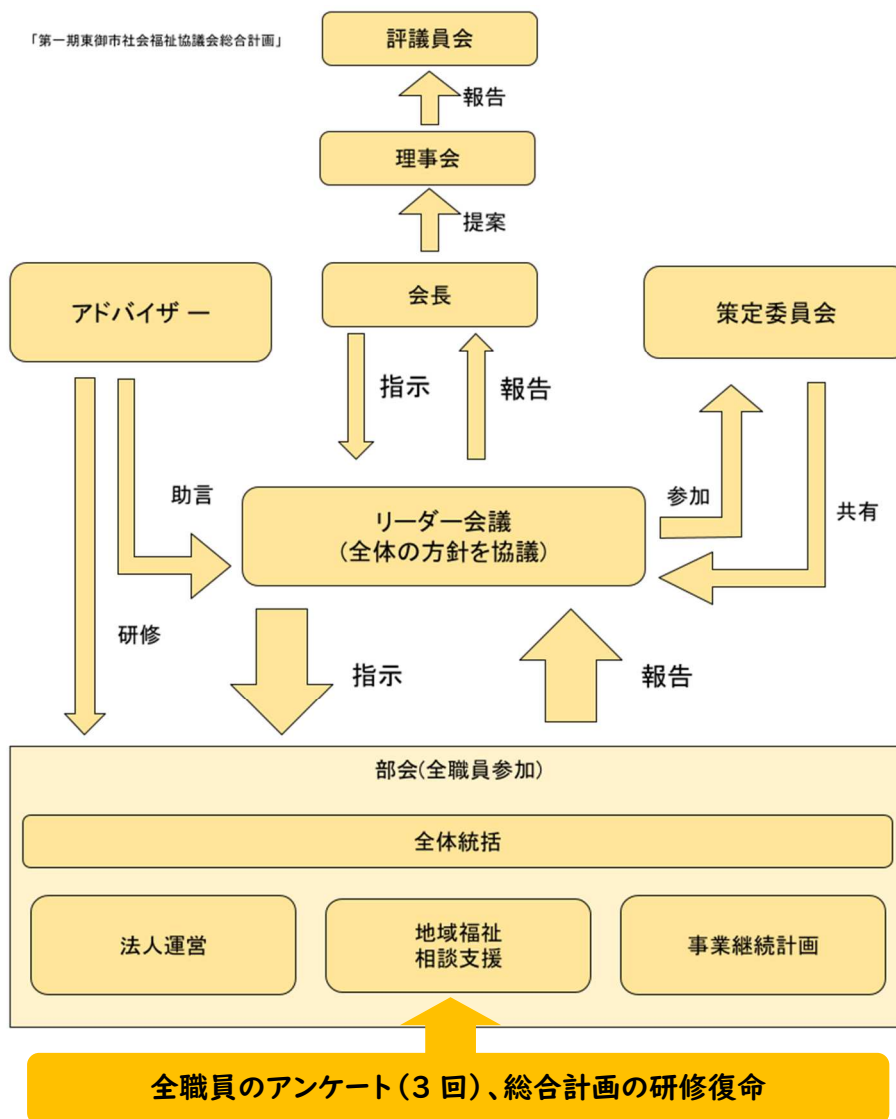 「第一期東御市社会福祉協議会総合計画」
評議員会
報告
理事会
提案
会長
アドバイザー
策定委員会
指示
報告
助言
リーダー会議
(全体の方針を協議)
参加
共有
研修
指示
報告
部会(全職員参加)
全体統括
法人運営
地域福祉
相談支援
事業継続計画
全職員のアンケート(3回)、総合計画の研修復命